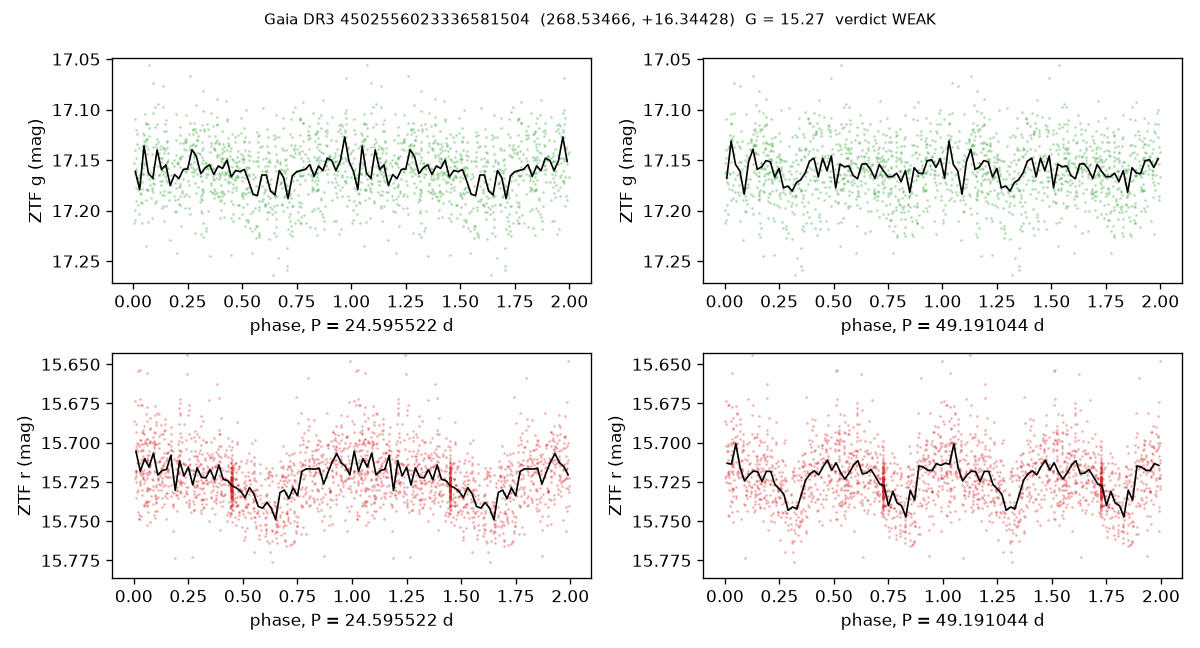 Gaia DR3 4502556023336581504  (268.53466, +16.34428)  G = 15.27  verdict WEAK
17.05
17.10
17.15
17.20
17.25
ZTF g (mag)
0.00 0.25 0.50 0.75 1.00 1.25 1.50 1.75 2.00
phase, P = 24.595522 d
17.05
17.10
17.15
17.20
17.25
ZTF g (mag)
0.00 0.25 0.50 0.75 1.00 1.25 1.50 1.75 2.00
phase, P = 49.191044 d
15.650
15.675
15.700
15.725
15.750
15.775
ZTF r (mag)
0.00 0.25 0.50 0.75 1.00 1.25 1.50 1.75 2.00
phase, P = 24.595522 d
15.650
15.675
15.700
15.725
15.750
15.775
ZTF r (mag)
0.00 0.25 0.50 0.75 1.00 1.25 1.50 1.75 2.00
phase, P = 49.191044 d